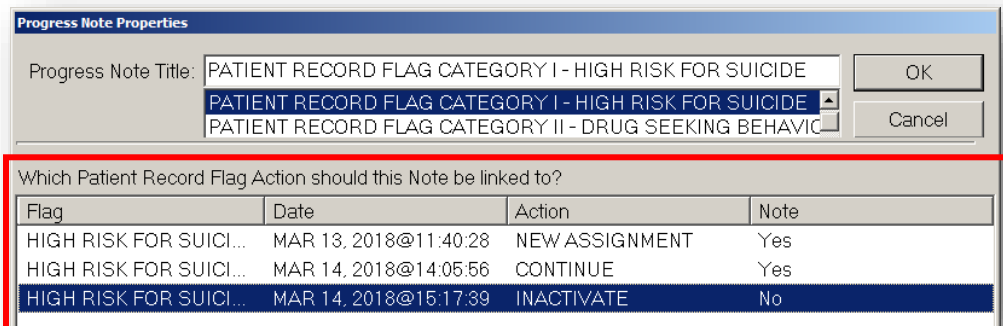 Progress Note Properties
Progress Note Title: PATIENT RECORD FLAG CATEGORY I - HIGH RISK FOR SUICIDE OK
PATIENT RECORD FLAG CATEGORY I - HIGH RISK FOR SUICIDE
PATIENT RECORD FLAG CATEGORY II - DRUG SEEKING BEHAVIO Cancel
Which Patient Record Flag Action should this Note be linked to?
Flag Date Action Note
HIGH RISK FOR SUICI... MAR 13, 2018@11:40:28 NEW ASSIGNMENT Yes
HIGH RISK FOR SUICI... MAR 14, 2018@14:05:56 CONTINUE Yes
HIGH RISK FOR SUICI... MAR 14, 2018@15:17:39 INACTIVATE No